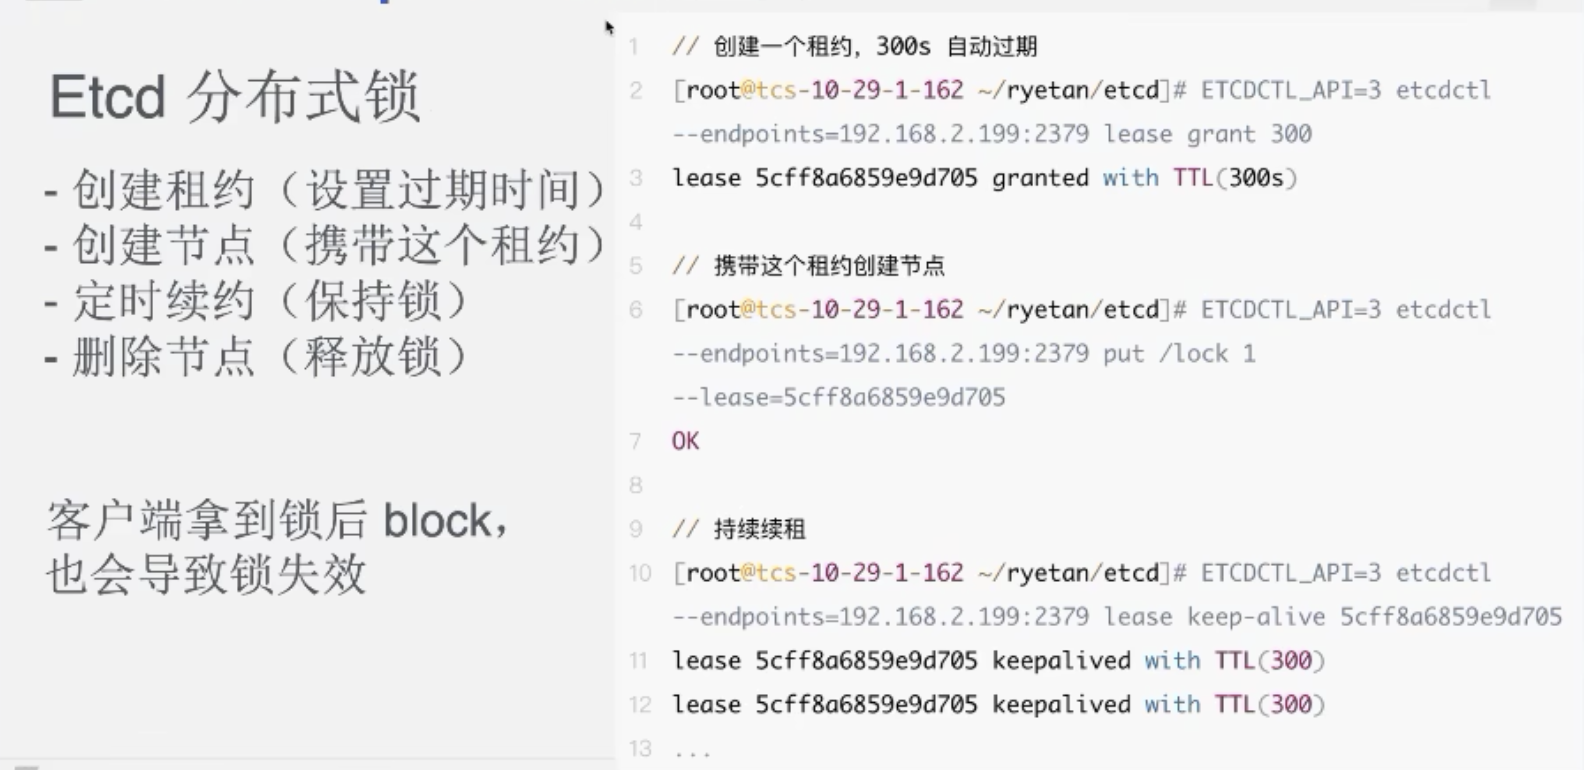 Etcd 分布式锁
- 创建租约（设置过期时间）
- 创建节点（携带这个租约）
- 定时续约（保持锁）
- 删除节点（释放锁）
客户端拿到锁后 block，
也会导致锁失效
1 // 创建一个租约，300s 自动过期
2 [root@tcs-10-29-1-162 ~/ryetan/etcd]# ETCDCTL_API=3 etcdctl
--endpoints=192.168.2.199:2379 lease grant 300
3 lease 5cff8a6859e9d705 granted with TTL(300s)
4
5 // 携带这个租约创建节点
6 [root@tcs-10-29-1-162 ~/ryetan/etcd]# ETCDCTL_API=3 etcdctl
--endpoints=192.168.2.199:2379 put /lock 1
--lease=5cff8a6859e9d705
7 OK
8
9 // 持续续租
10 [root@tcs-10-29-1-162 ~/ryetan/etcd]# ETCDCTL_API=3 etcdctl
--endpoints=192.168.2.199:2379 lease keep-alive 5cff8a6859e9d705
11 lease 5cff8a6859e9d705 keepalived with TTL(300)
12 lease 5cff8a6859e9d705 keepalived with TTL(300)
13 ...